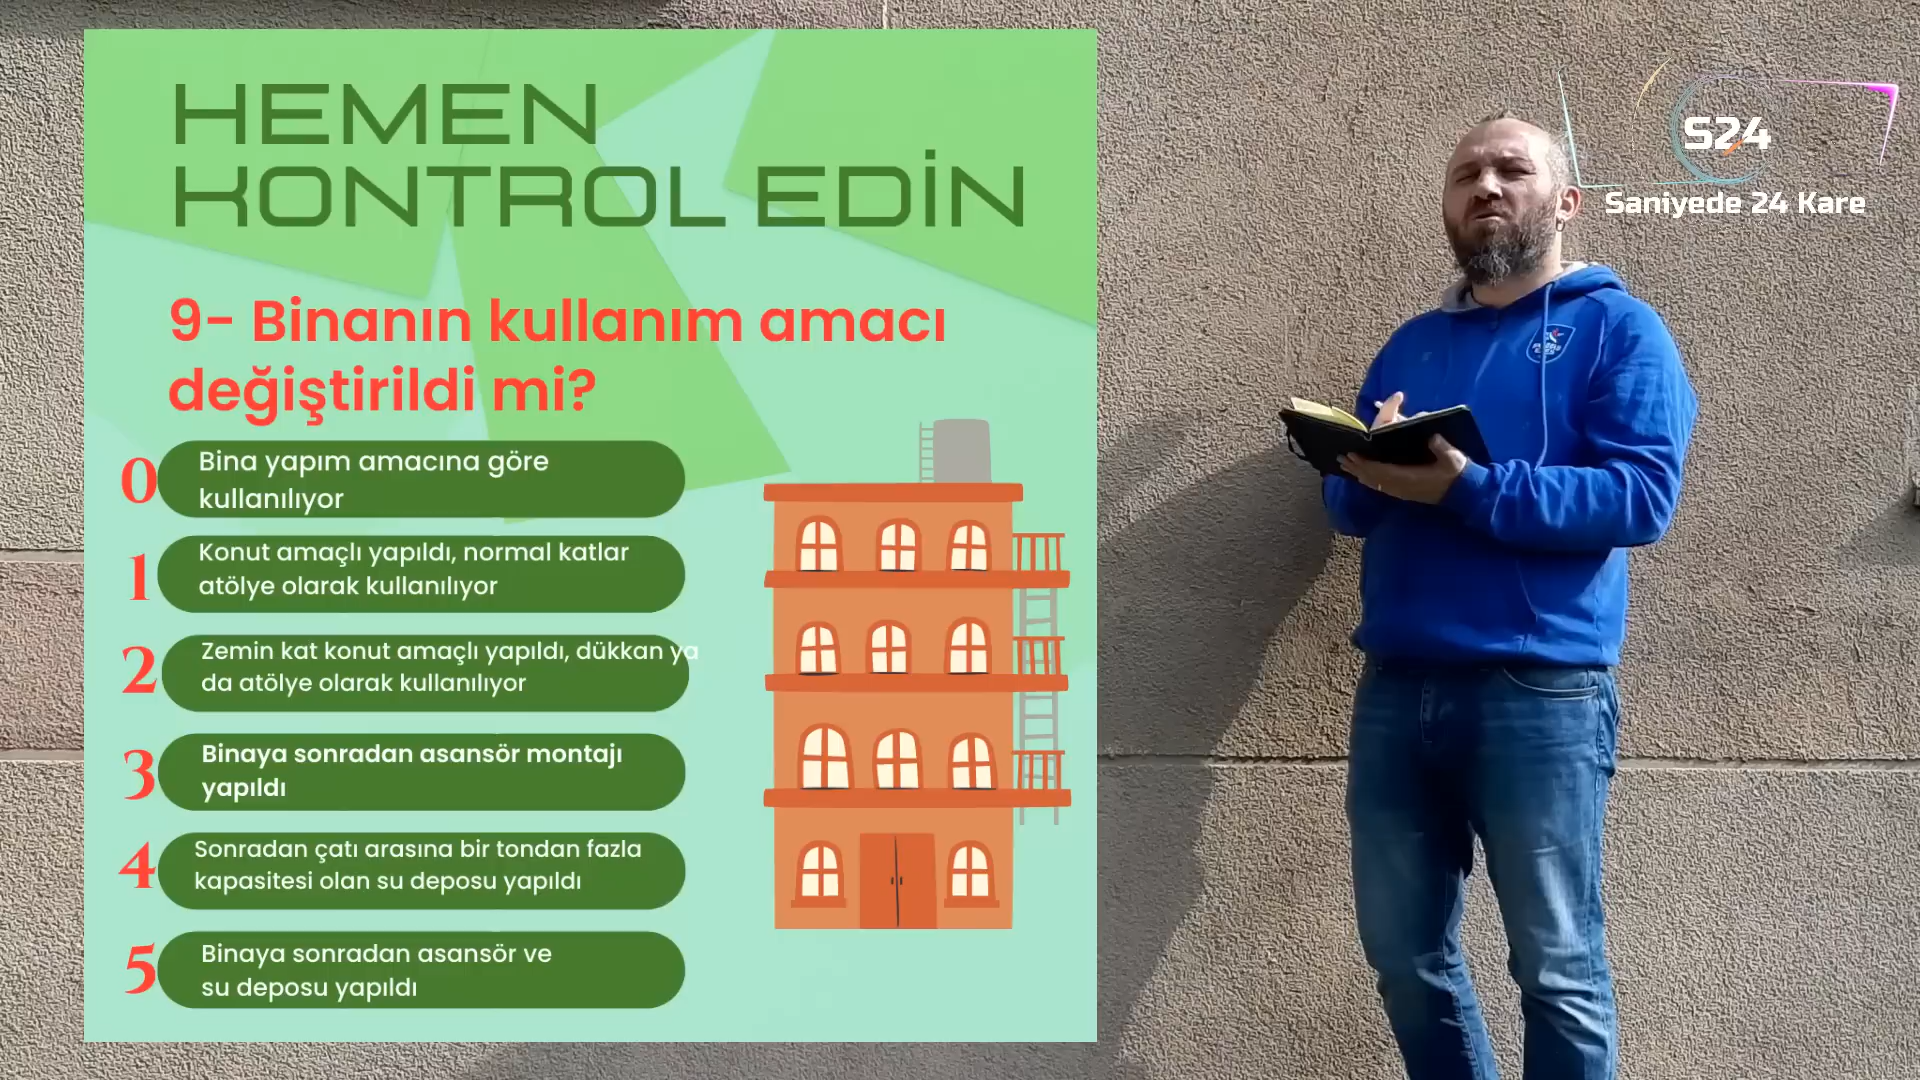 HEMEN
KONTROL EDİN
9- Binanın kullanım amacı
değiştirildi mi?
0
Bina yapım amacına göre
kullanılıyor
1
Konut amaçlı yapıldı, normal katlar
atölye olarak kullanılıyor
2
Zemin kat konut amaçlı yapıldı, dükkan ya
da atölye olarak kullanılıyor
3
Binaya sonradan asansör montajı
yapıldı
4
Sonradan çatı arasına bir tondan fazla
kapasitesi olan su deposu yapıldı
5
Binaya sonradan asansör ve
su deposu yapıldı
S24
Saniyede 24 Kare